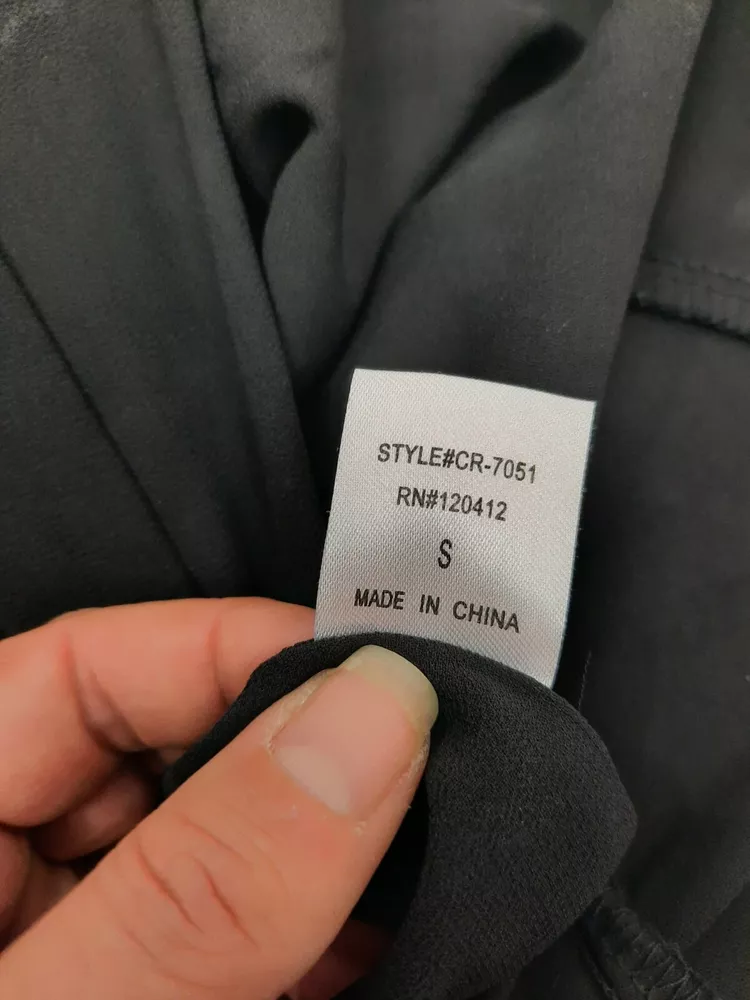 STYLE#CR-7051
RN#120412
S
MADE IN CHINA